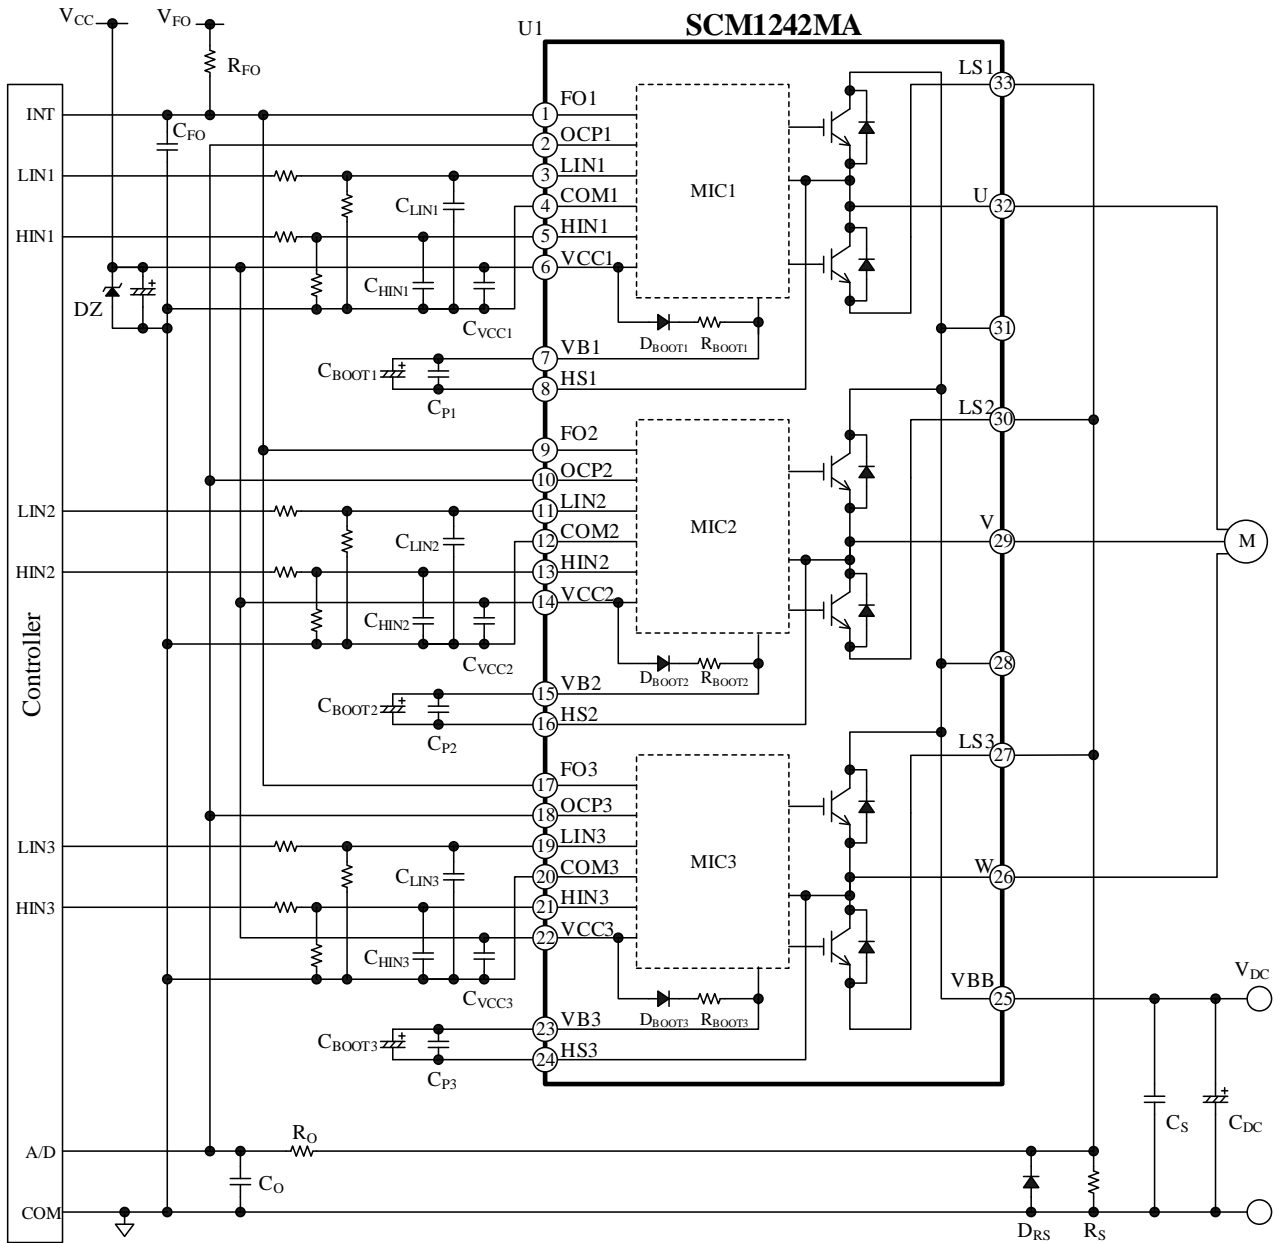 SCM1242MA
VCC
VFO
U1
RFO
LS1
33
INT
CFO
FO1
1
OCP1
2
LIN1
LIN1
3
CLIN1
COM1
4
MIC1
U
32
HIN1
HIN1
5
VCC1
6
CHIN1
DZ
CVCC1
DBOOT1
RBOOT1
31
CBOOT1
VB1
7
HS1
8
CP1
LS2
30
FO2
9
OCP2
10
LIN2
LIN2
11
CLIN2
COM2
12
MIC2
V
29
M
HIN2
HIN2
13
VCC2
14
CHIN2
CVCC2
DBOOT2
RBOOT2
28
Controller
CBOOT2
VB2
15
HS2
16
CP2
LS3
27
FO3
17
OCP3
18
LIN3
LIN3
19
CLIN3
COM3
20
MIC3
W
26
HIN3
HIN3
21
VCC3
22
CHIN3
CVCC3
DBOOT3
RBOOT3
VBB
25
VDC
CBOOT3
VB3
23
HS3
24
CP3
CS
CDC
A/D
RO
CO
COM
DRS
RS